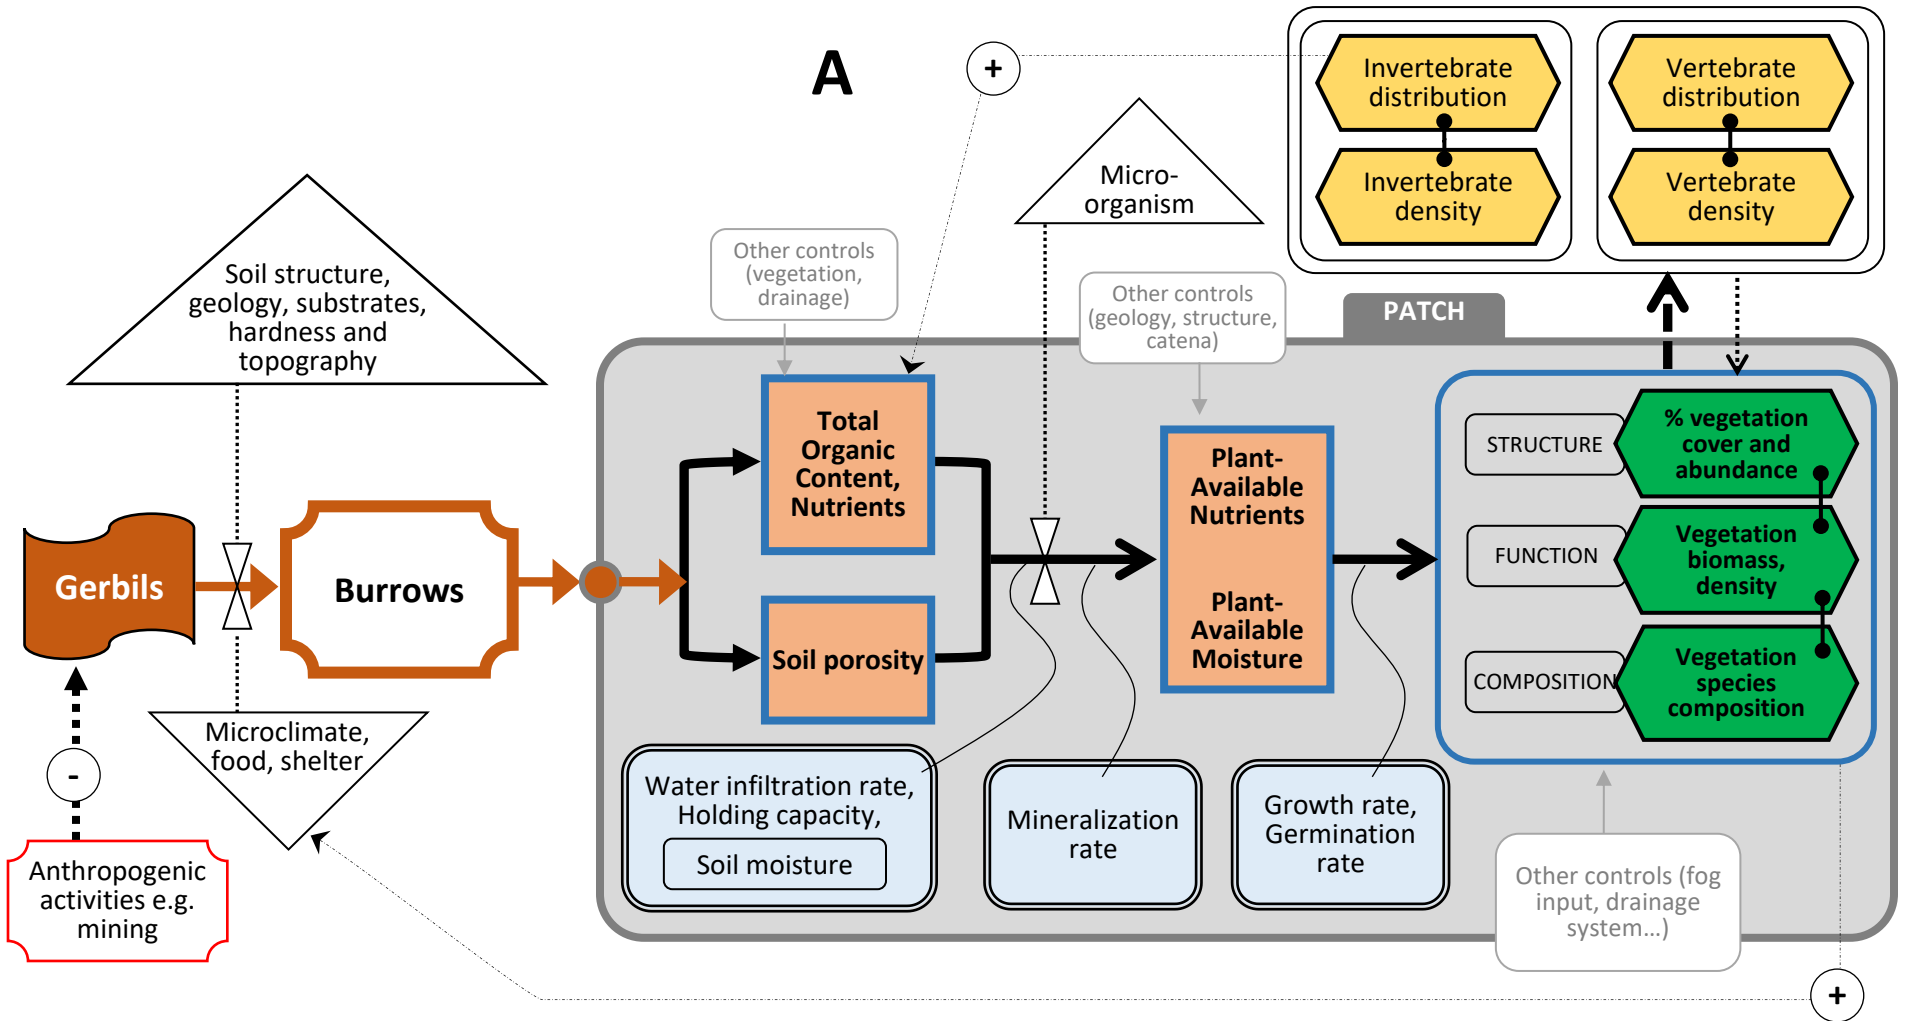 A
+
Invertebrate
distribution
Invertebrate
density
Vertebrate
distribution
Vertebrate
density
Micro-
organism
Soil structure,
geology, substrates,
hardness and
topography
Other controls
(vegetation,
drainage)
Other controls
(geology, structure,
catena)
PATCH
Total
Organic
Content,
Nutrients
Plant-
Available
Nutrients
Plant-
Available
Moisture
STRUCTURE
% vegetation
cover and
abundance
FUNCTION
Vegetation
biomass,
density
COMPOSITION
Vegetation
species
composition
Gerbils
Burrows
Soil porosity
Microclimate,
food, shelter
-
Anthropogenic
activities e.g.
mining
Water infiltration rate,
Holding capacity,
Soil moisture
Mineralization
rate
Growth rate,
Germination
rate
Other controls (fog
input, drainage
system...)
+